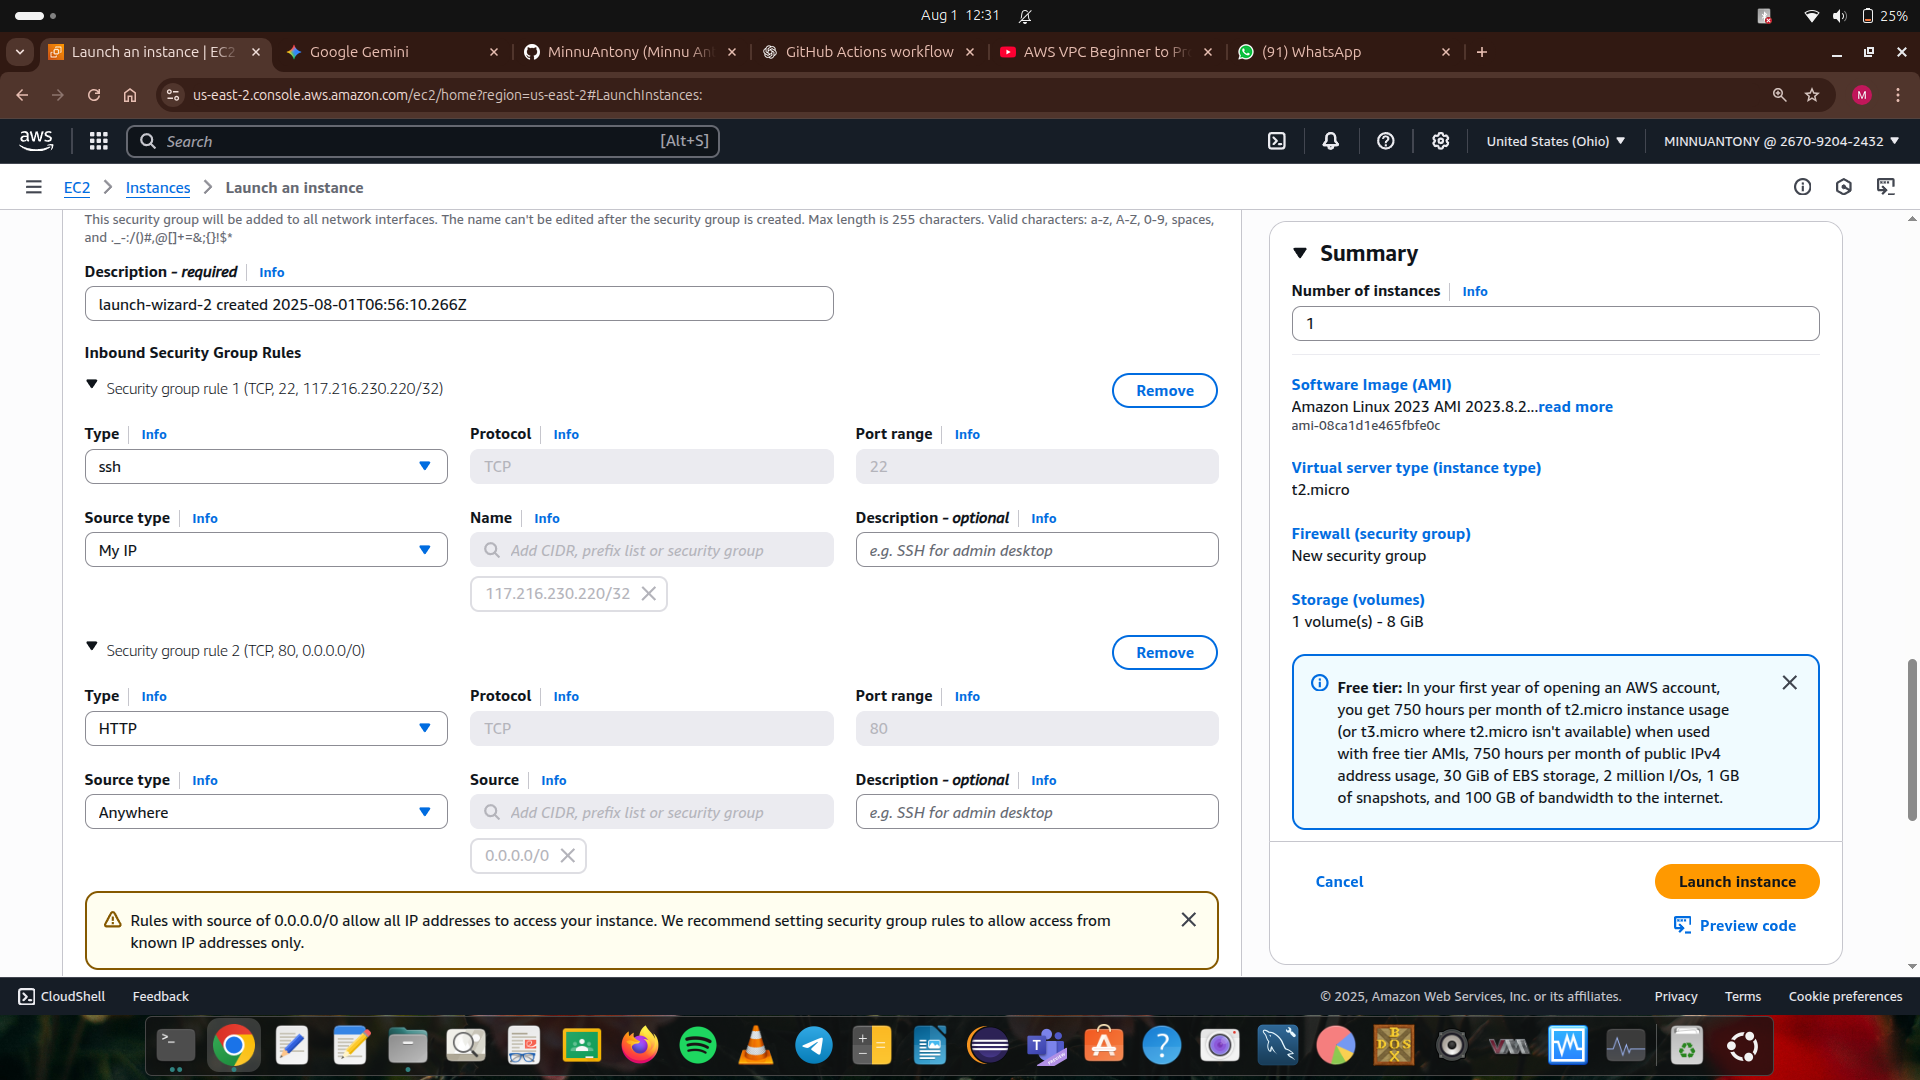 Aug 1 12:31
25%
Launch an instance | EC2
Google Gemini
MinnuAntony (Minnu An
GitHub Actions workflow
AWS VPC Beginner to Pr
(91) WhatsApp
us-east-2.console.aws.amazon.com/ec2/home?region=us-east-2#LaunchInstances:
M
aws
Search
[Alt+S]
United States (Ohio)
MINNUANTONY @ 2670-9204-2432
EC2
Instances
Launch an instance
This security group will be added to all network interfaces. The name can't be edited after the security group is created. Max length is 255 characters. Valid characters: a-z, A-Z, 0-9, spaces,
and ._-:/()#,@[]+=&;{}!$*
Description - required
Info
launch-wizard-2 created 2025-08-01T06:56:10.266Z
Inbound Security Group Rules
Security group rule 1 (TCP, 22, 117.216.230.220/32)
Remove
Type Info
Protocol Info
Port range Info
ssh
TCP
22
Source type Info
Name Info
Description - optional Info
My IP
Add CIDR, prefix list or security group
e.g. SSH for admin desktop
117.216.230.220/32
Security group rule 2 (TCP, 80, 0.0.0.0/0)
Remove
Type Info
Protocol Info
Port range Info
HTTP
TCP
80
Source type Info
Source Info
Description - optional Info
Anywhere
Add CIDR, prefix list or security group
e.g. SSH for admin desktop
0.0.0.0/0
Rules with source of 0.0.0.0/0 allow all IP addresses to access your instance. We recommend setting security group rules to allow access from
known IP addresses only.
Summary
Number of instances Info
1
Software Image (AMI)
Amazon Linux 2023 AMI 2023.8.2...read more
ami-08ca1d1e465fbfe0c
Virtual server type (instance type)
t2.micro
Firewall (security group)
New security group
Storage (volumes)
1 volume(s) - 8 GiB
Free tier: In your first year of opening an AWS account,
you get 750 hours per month of t2.micro instance usage
(or t3.micro where t2.micro isn't available) when used
with free tier AMIs, 750 hours per month of public IPv4
address usage, 30 GiB of EBS storage, 2 million I/Os, 1 GB
of snapshots, and 100 GB of bandwidth to the internet.
Cancel
Launch instance
Preview code
CloudShell
Feedback
© 2025, Amazon Web Services, Inc. or its affiliates.
Privacy
Terms
Cookie preferences